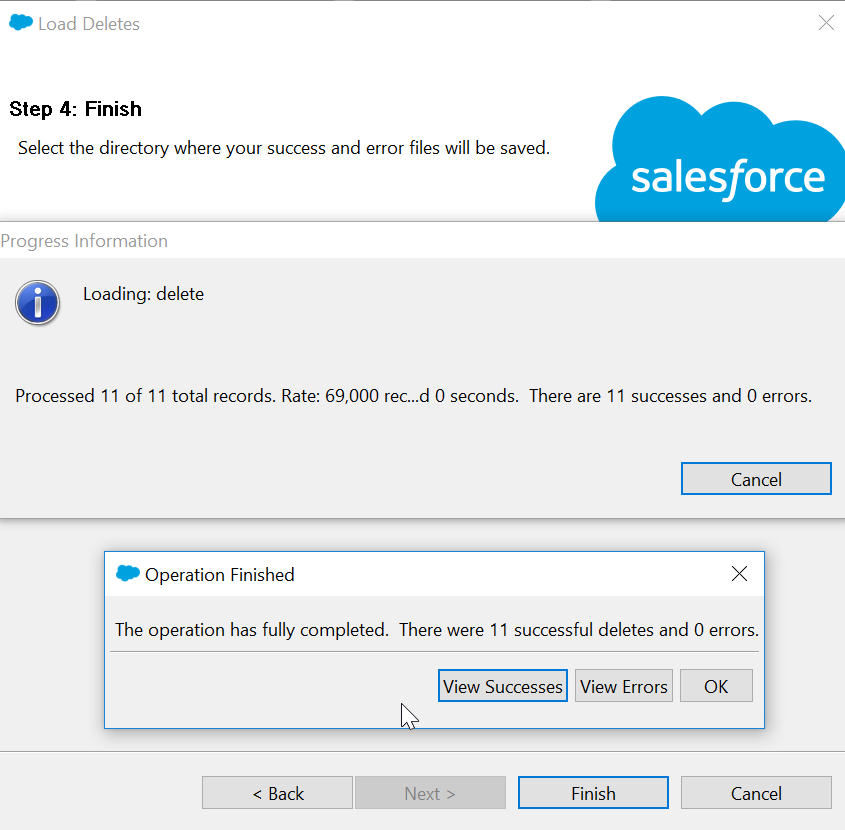 Load Deletes
Step 4: Finish
Select the directory where your success and error files will be saved.
salesforce
Progress Information
Loading: delete
Processed 11 of 11 total records. Rate: 69,000 rec...d 0 seconds.  There are 11 successes and 0 errors.
Cancel
Operation Finished
The operation has fully completed.  There were 11 successful deletes and 0 errors.
View Successes View Errors OK
< Back Next > Finish Cancel